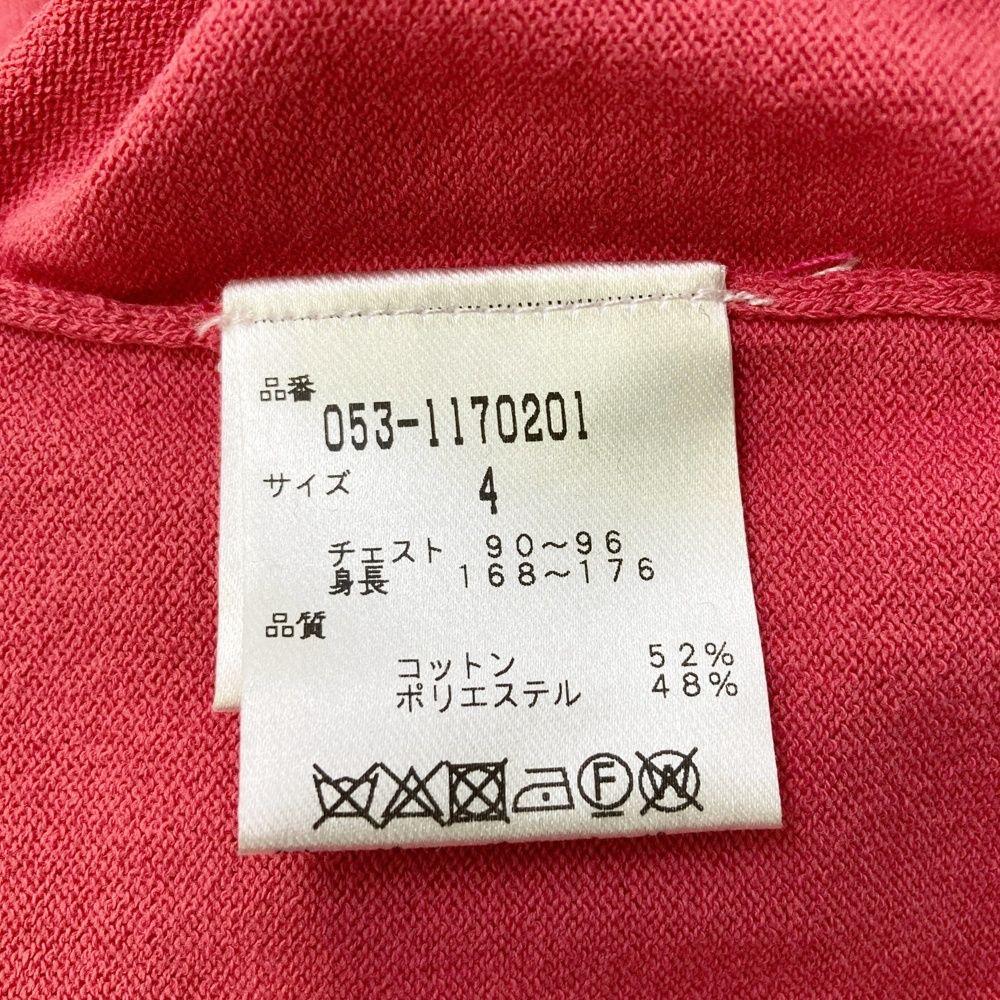 品番
053-1170201
サイズ 4
チェスト 90～96
身長 168～176
品質
コットン 52%
ポリエステル 48%
F W